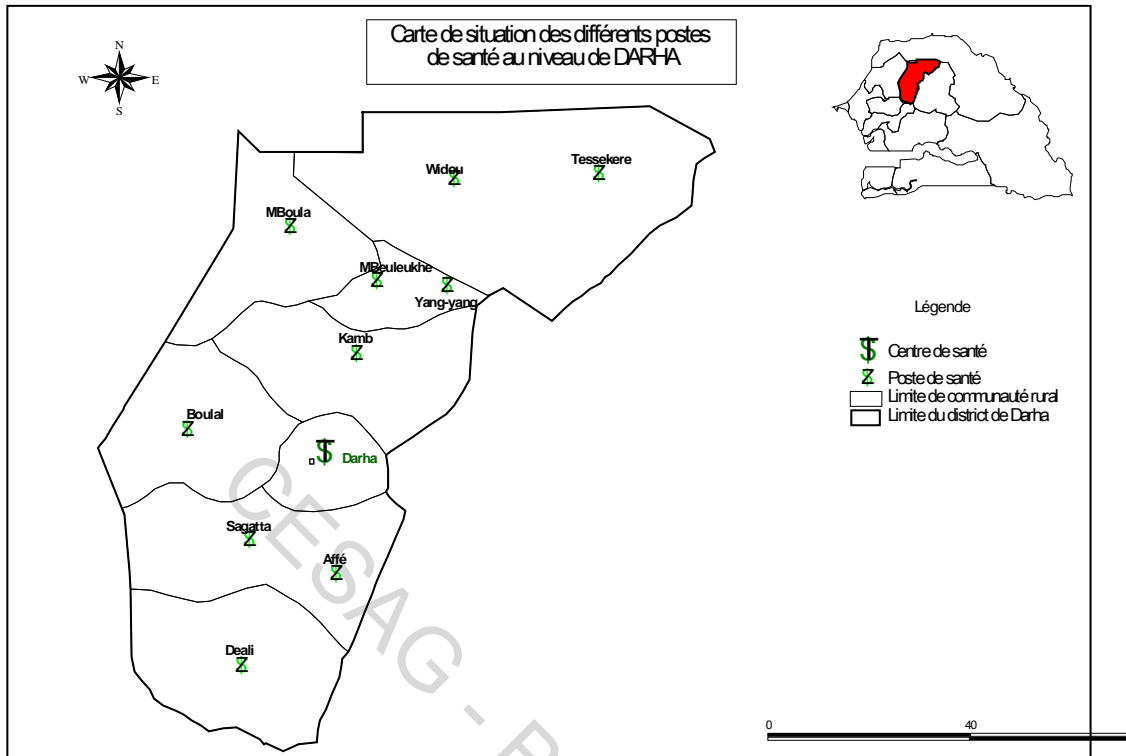 Carte de situation des différents postes
de santé au niveau de DARHA
N
W E
S
Widou
Tessekere
MBoula
MBeuleukhe
Yang-yang
Kamb
Boulal
Darha
Sagatta
Affé
Deali
Légende
Centre de santé
Poste de santé
Limite de communauté rural
Limite du district de Darha
0 40
CESAG -